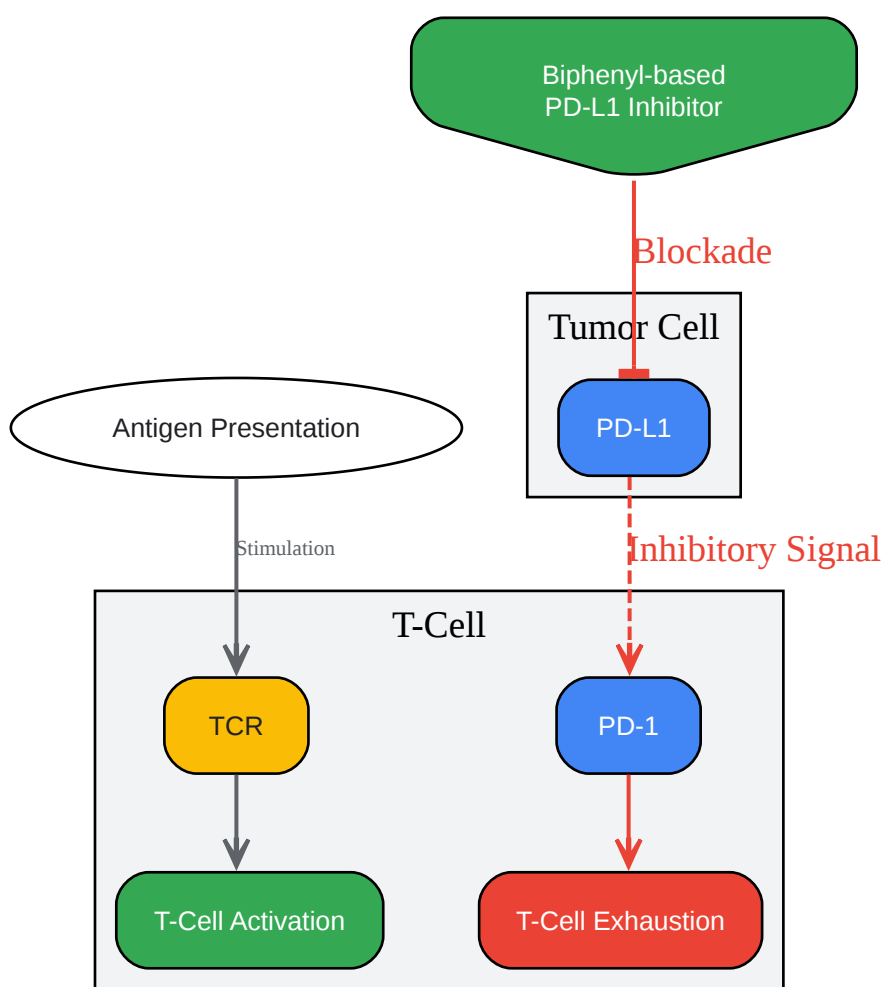 Biphenyl-based
PD-L1 Inhibitor
Blockade
Tumor Cell
PD-L1
Antigen Presentation
Stimulation
Inhibitory Signal
T-Cell
TCR
PD-1
T-Cell Activation
T-Cell Exhaustion